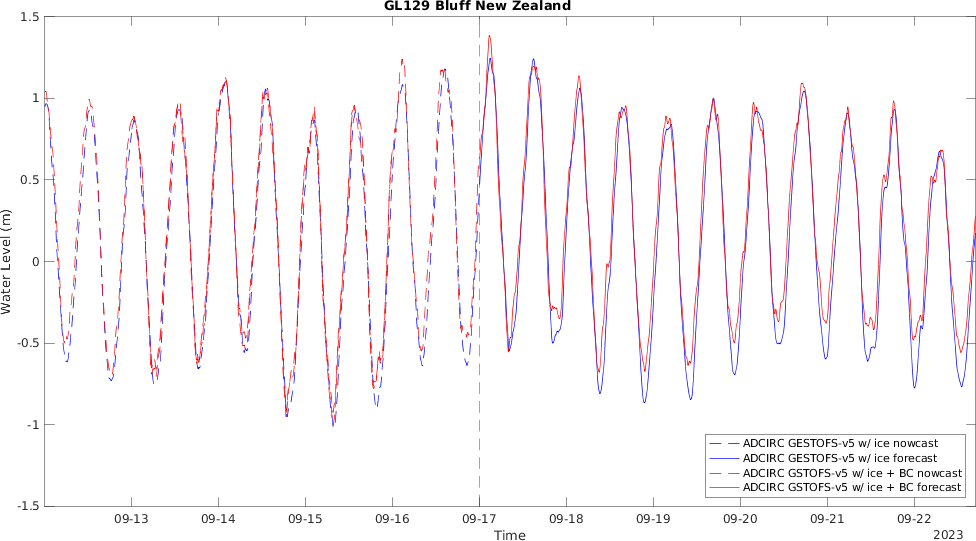 GL129 Bluff New Zealand
1.5
1
0.5
0
-0.5
-1
-1.5
Water Level (m)
09-13 09-14 09-15 09-16 09-17 09-18 09-19 09-20 09-21 09-22
Time
2023
ADCIRC GESTOFS-v5 w/ ice nowcast
ADCIRC GESTOFS-v5 w/ ice forecast
ADCIRC GSTOFS-v5 w/ ice + BC nowcast
ADCIRC GSTOFS-v5 w/ ice + BC forecast